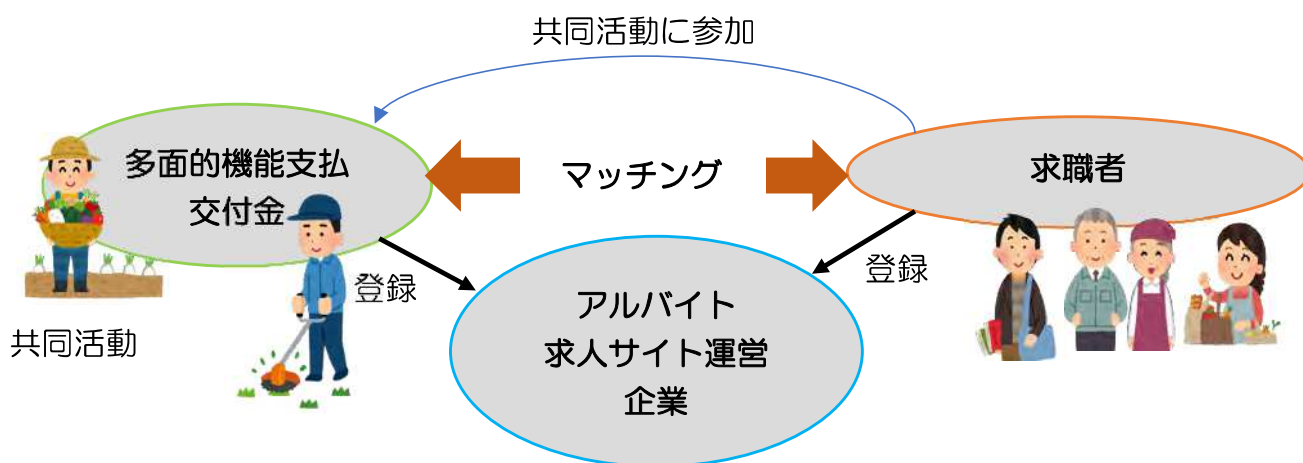 共同活動に参加
多面的機能支払
交付金
マッチング
求職者
登録
登録
アルバイト
求人サイト運営
企業
共同活動